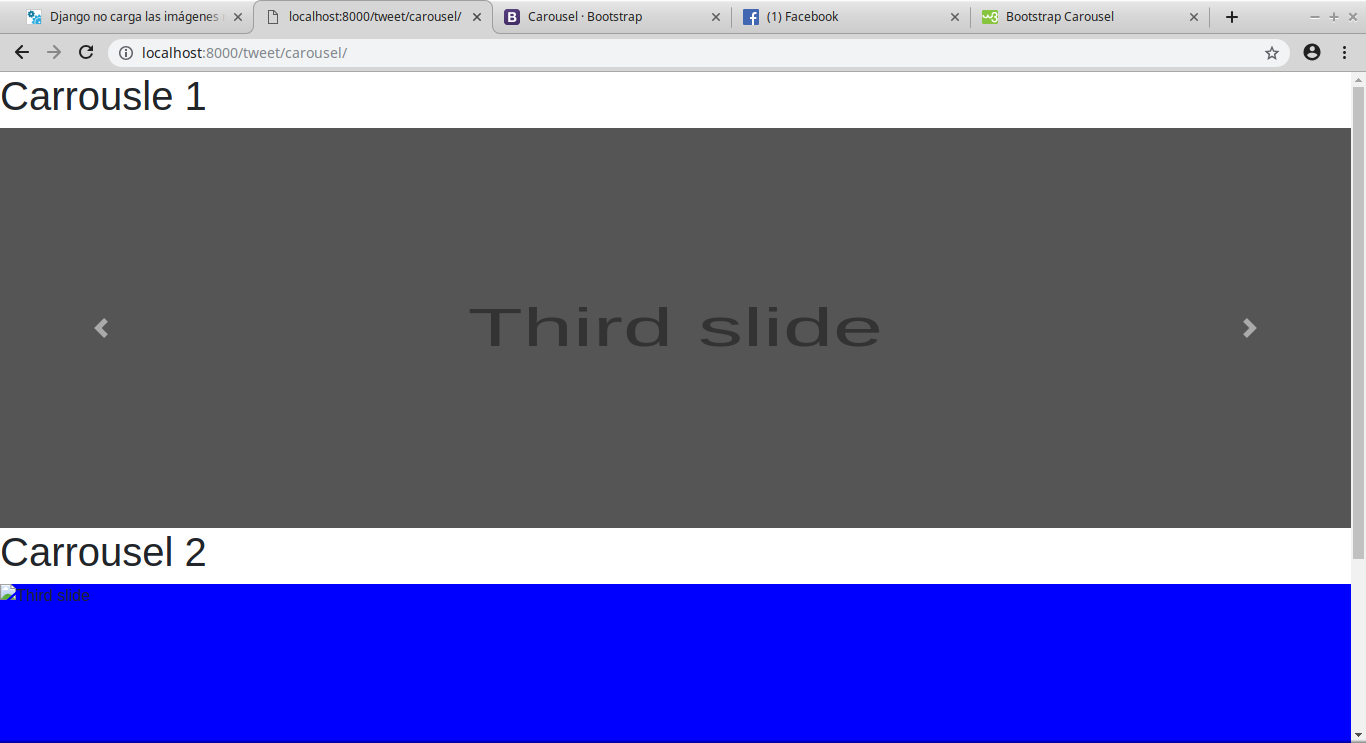 Django no carga las imágenes
localhost:8000/tweet/carousel/
Carousel · Bootstrap
(1) Facebook
Bootstrap Carousel
localhost:8000/tweet/carousel/
Carrousle 1
Third slide
Carrousel 2
Third slide